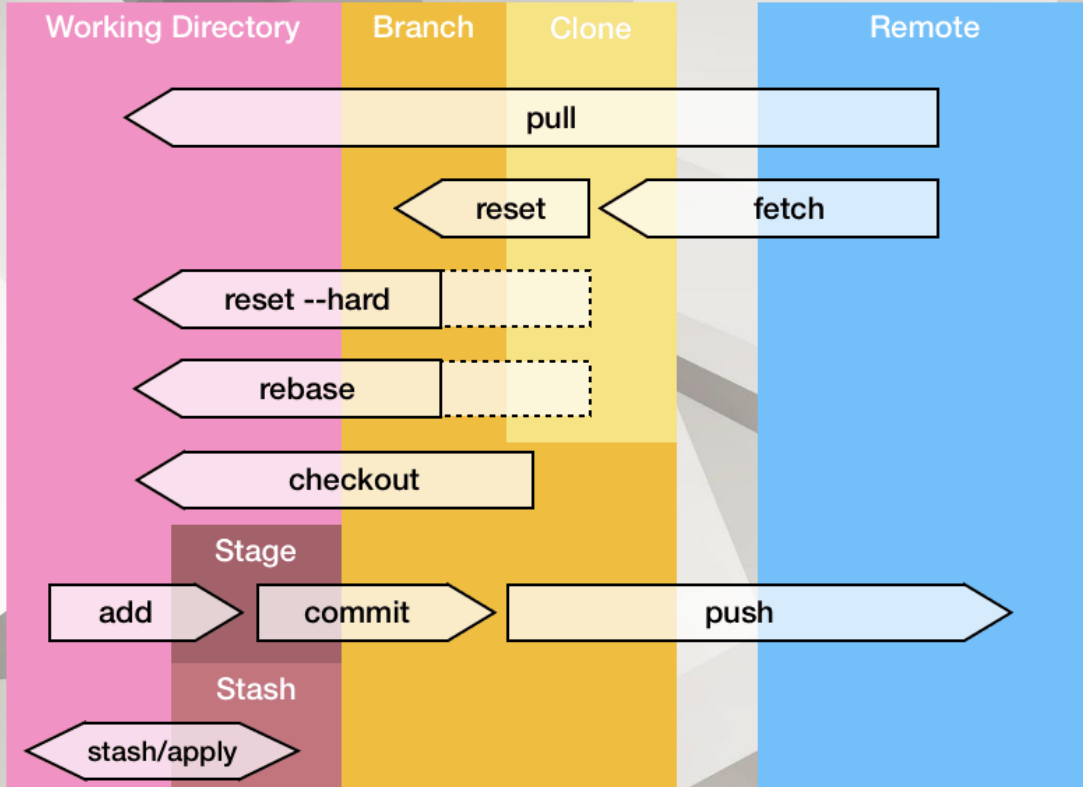 Working Directory
Branch
Clone
Remote
pull
reset
fetch
reset --hard
rebase
checkout
Stage
add
commit
push
Stash
stash/apply